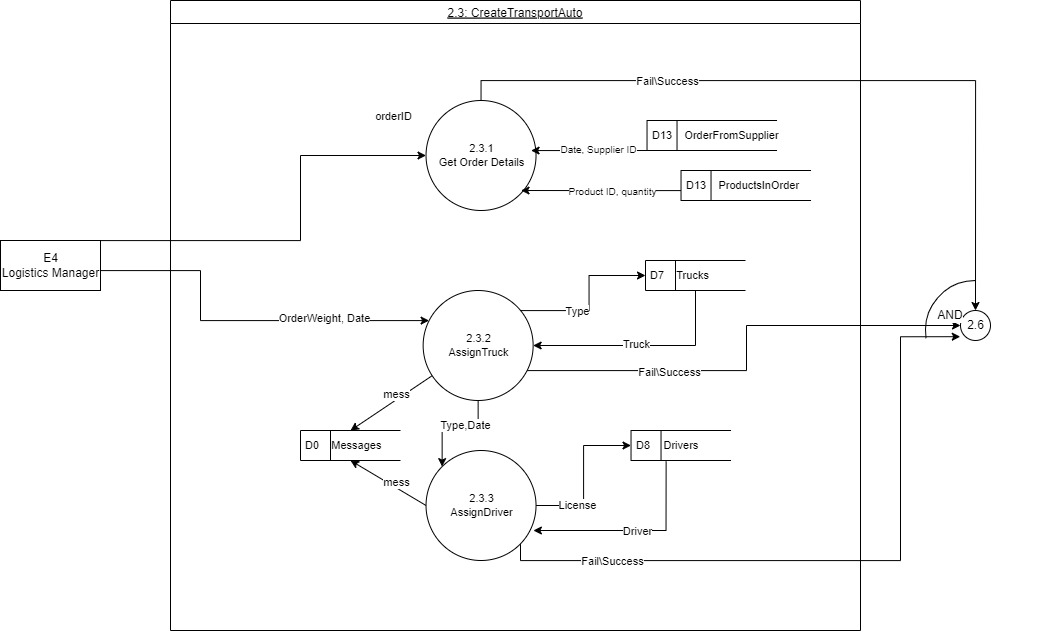 2.3: CreateTransportAuto
Fail\Success
orderID
2.3.1
Get Order Details
D13 OrderFromSupplier
Date, Supplier ID
D13 ProductsInOrder
Product ID, quantity
E4
Logistics Manager
D7 Trucks
Type
OrderWeight, Date
2.3.2
AssignTruck
Truck
AND
2.6
Fail\Success
mess
Type,Date
D0 Messages
D8 Drivers
mess
2.3.3
AssignDriver
License
Driver
Fail\Success